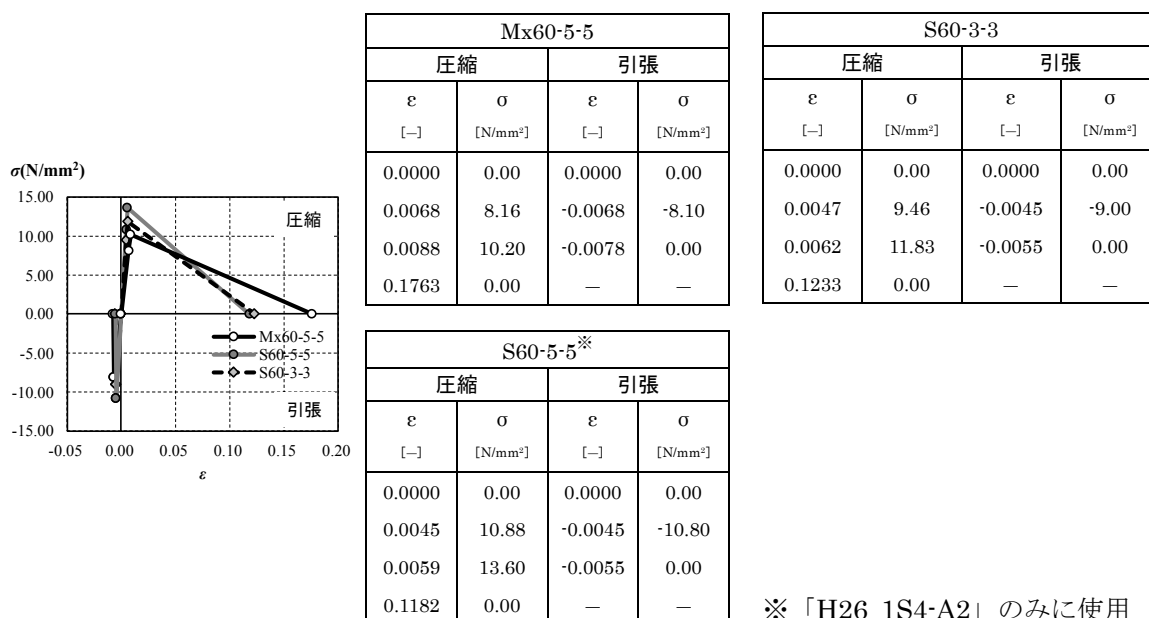 σ(N/mm²)
15.00
10.00
5.00
0.00
-5.00
-10.00
-15.00
-0.05 0.00 0.05 0.10 0.15 0.20
ε
圧縮
引張
Mx60-5-5
S60-5-5
S60-3-3
Mx60-5-5
圧縮 引張
ε σ ε σ
[—] [N/mm²] [—] [N/mm²]
0.0000 0.00 0.0000 0.00
0.0068 8.16 -0.0068 -8.10
0.0088 10.20 -0.0078 0.00
0.1763 0.00 — —
S60-3-3
圧縮 引張
ε σ ε σ
[—] [N/mm²] [—] [N/mm²]
0.0000 0.00 0.0000 0.00
0.0047 9.46 -0.0045 -9.00
0.0062 11.83 -0.0055 0.00
0.1233 0.00 — —
S60-5-5※
圧縮 引張
ε σ ε σ
[—] [N/mm²] [—] [N/mm²]
0.0000 0.00 0.0000 0.00
0.0045 10.88 -0.0045 -10.80
0.0059 13.60 -0.0055 0.00
0.1182 0.00 — —
※「H26 1S4-A2」のみに使用